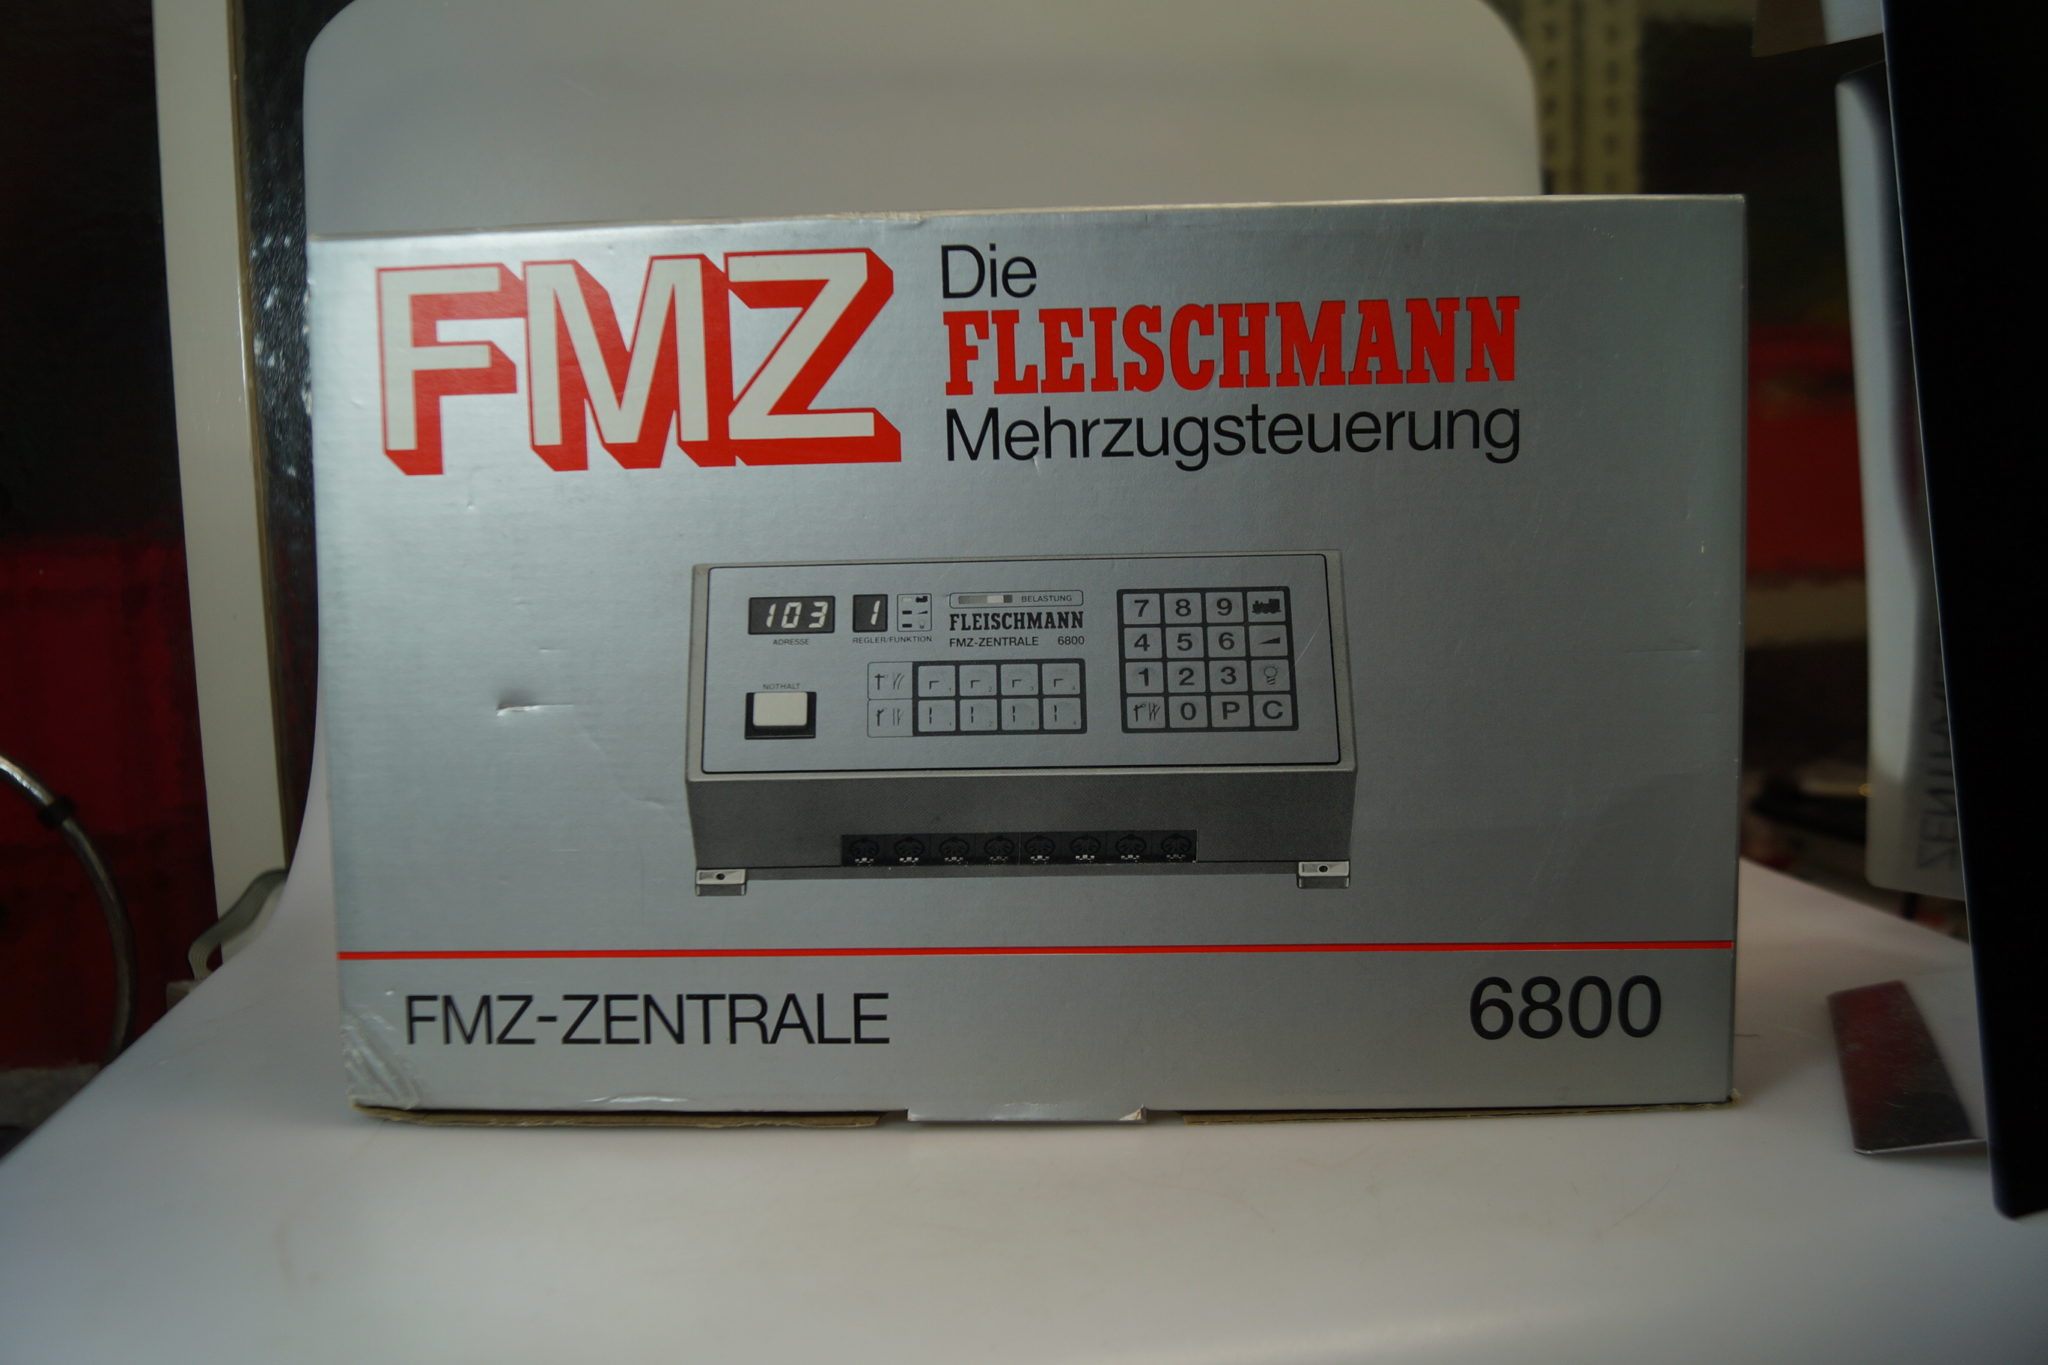 FMZ
Die
FLEISCHMANN
Mehrzugsteuerung
103
1
BELASTUNG
ADRESSE
REGLER/FUNKTION
FLEISCHMANN
FMZ-ZENTRALE 6800
NOTHALT
7 8 9
4 5 6
1 2 3
0 P C
FMZ-ZENTRALE
6800